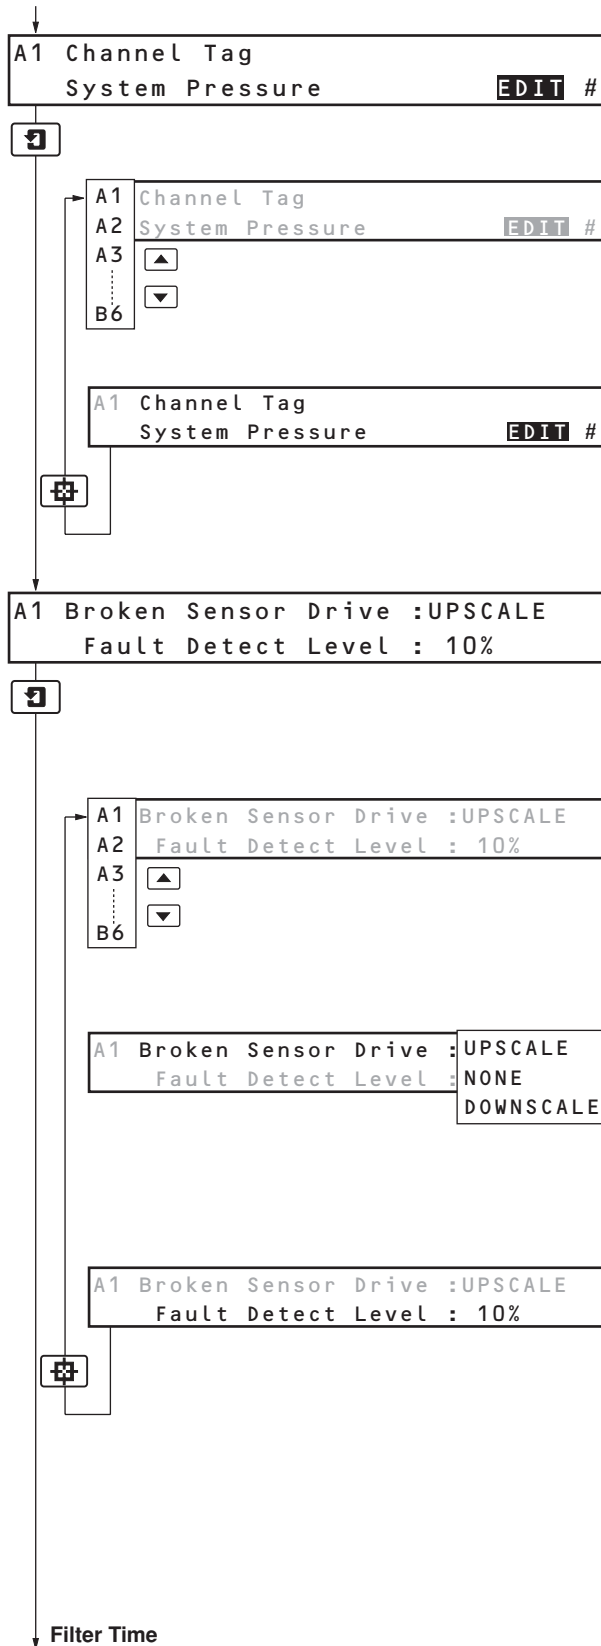 A1 Channel Tag
System Pressure EDIT #
A1 Channel Tag
A2 System Pressure EDIT #
A3
B6
A1 Channel Tag
System Pressure EDIT #
A1 Broken Sensor Drive :UPSCALE
Fault Detect Level : 10%
A1 Broken Sensor Drive :UPSCALE
A2 Fault Detect Level : 10%
A3
B6
A1 Broken Sensor Drive :UPSCALE
Fault Detect Level :NONE
DOWNSCALE
A1 Broken Sensor Drive :UPSCALE
Fault Detect Level : 10%
Filter Time